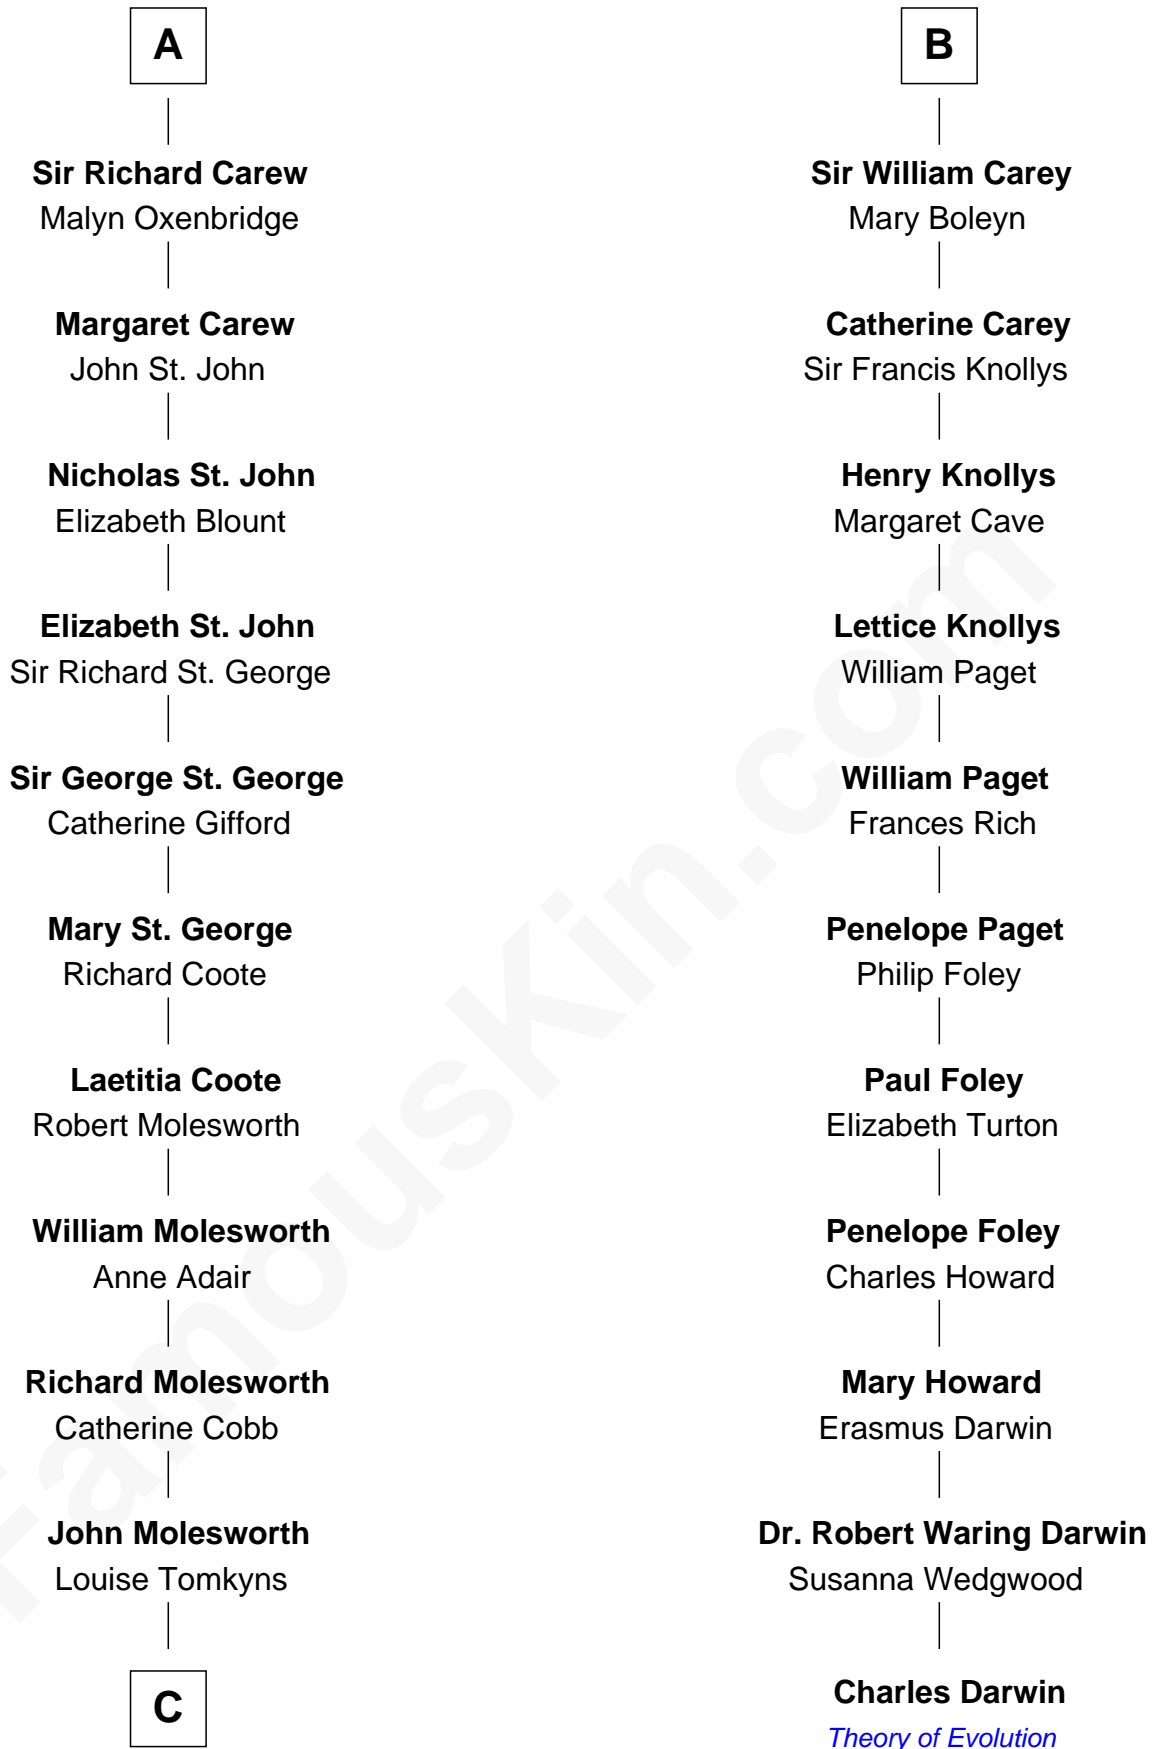 A
Sir Richard Carew
Malyn Oxenbridge
Margaret Carew
John St. John
Nicholas St. John
Elizabeth Blount
Elizabeth St. John
Sir Richard St. George
Sir George St. George
Catherine Gifford
Mary St. George
Richard Coote
Laetitia Coote
Robert Molesworth
William Molesworth
Anne Adair
Richard Molesworth
Catherine Cobb
John Molesworth
Louise Tomkyns
C
B
Sir William Carey
Mary Boleyn
Catherine Carey
Sir Francis Knollys
Henry Knollys
Margaret Cave
Lettice Knollys
William Paget
William Paget
Frances Rich
Penelope Paget
Philip Foley
Paul Foley
Elizabeth Turton
Penelope Foley
Charles Howard
Mary Howard
Erasmus Darwin
Dr. Robert Waring Darwin
Susanna Wedgwood
Charles Darwin
Theory of Evolution
FamousKin.com